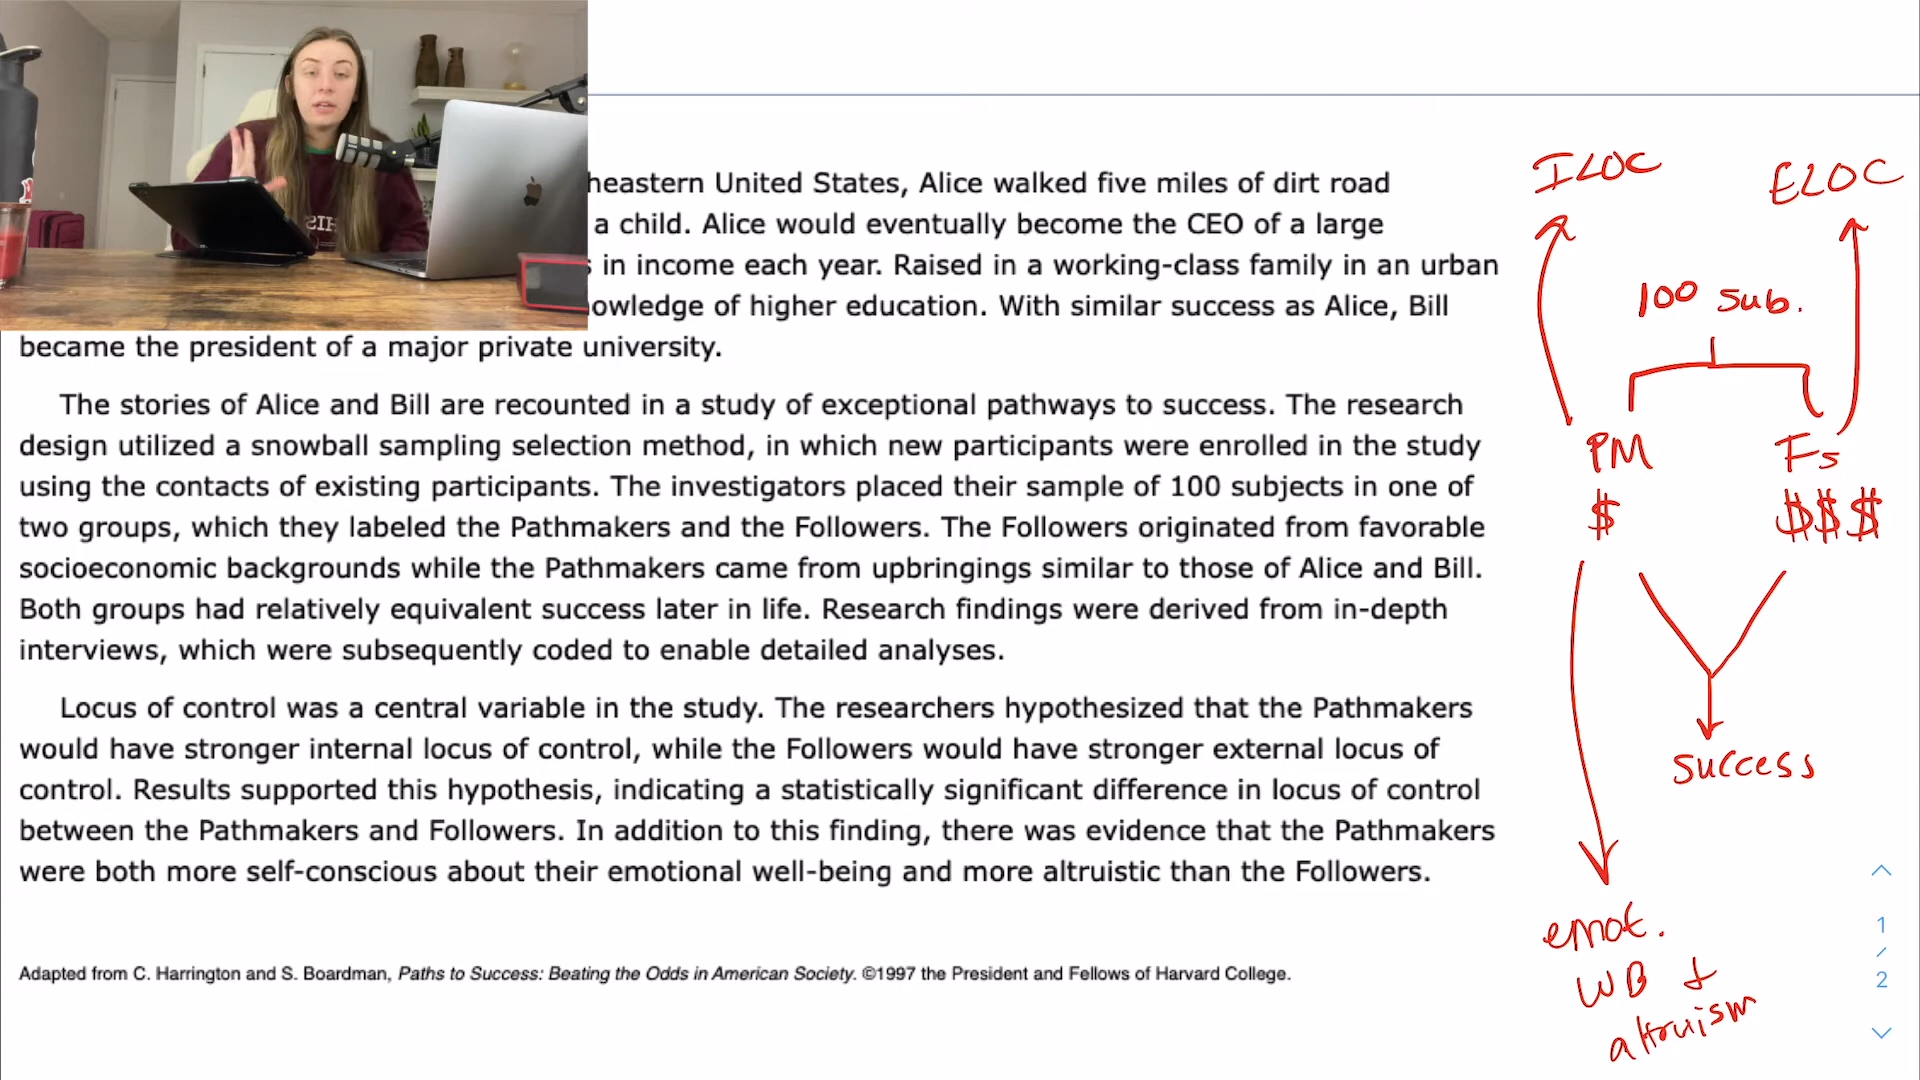 heastern United States, Alice walked five miles of dirt road
a child. Alice would eventually become the CEO of a large
in income each year. Raised in a working-class family in an urban
owledge of higher education. With similar success as Alice, Bill
became the president of a major private university.
The stories of Alice and Bill are recounted in a study of exceptional pathways to success. The research
design utilized a snowball sampling selection method, in which new participants were enrolled in the study
using the contacts of existing participants. The investigators placed their sample of 100 subjects in one of
two groups, which they labeled the Pathmakers and the Followers. The Followers originated from favorable
socioeconomic backgrounds while the Pathmakers came from upbringings similar to those of Alice and Bill.
Both groups had relatively equivalent success later in life. Research findings were derived from in-depth
interviews, which were subsequently coded to enable detailed analyses.
Locus of control was a central variable in the study. The researchers hypothesized that the Pathmakers
would have stronger internal locus of control, while the Followers would have stronger external locus of
control. Results supported this hypothesis, indicating a statistically significant difference in locus of control
between the Pathmakers and Followers. In addition to this finding, there was evidence that the Pathmakers
were both more self-conscious about their emotional well-being and more altruistic than the Followers.
Adapted from C. Harrington and S. Boardman, Paths to Success: Beating the Odds in American Society. ©1997 the President and Fellows of Harvard College.
ILOC
ELOC
100 sub.
PM
Fs
$
$$$
success
emot.
WB &
altruism
1
/
2